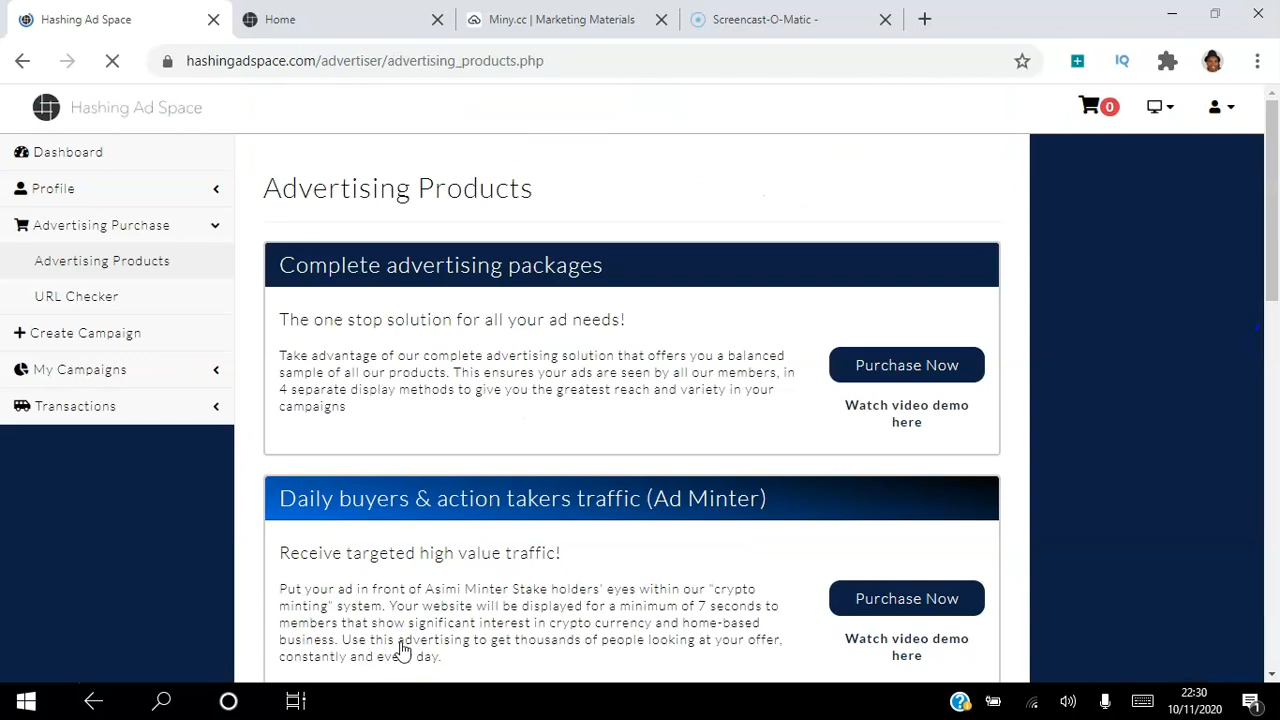 Hashing Ad Space
Home
Miny.cc | Marketing Materials
Screencast-O-Matic -
hashingadspace.com/advertiser/advertising_products.php
IQ
Hashing Ad Space
0
Dashboard
Profile
Advertising Purchase
Advertising Products
URL Checker
Create Campaign
My Campaigns
Transactions
Advertising Products
Complete advertising packages
The one stop solution for all your ad needs!
Take advantage of our complete advertising solution that offers you a balanced
sample of all our products. This ensures your ads are seen by all our members, in
4 separate display methods to give you the greatest reach and variety in your
campaigns
Purchase Now
Watch video demo
here
Daily buyers & action takers traffic (Ad Minter)
Receive targeted high value traffic!
Put your ad in front of Asimi Minter Stake holders' eyes within our "crypto
minting" system. Your website will be displayed for a minimum of 7 seconds to
members that show significant interest in crypto currency and home-based
business. Use this advertising to get thousands of people looking at your offer,
constantly and every day.
Purchase Now
Watch video demo
here
22:30
10/11/2020
1